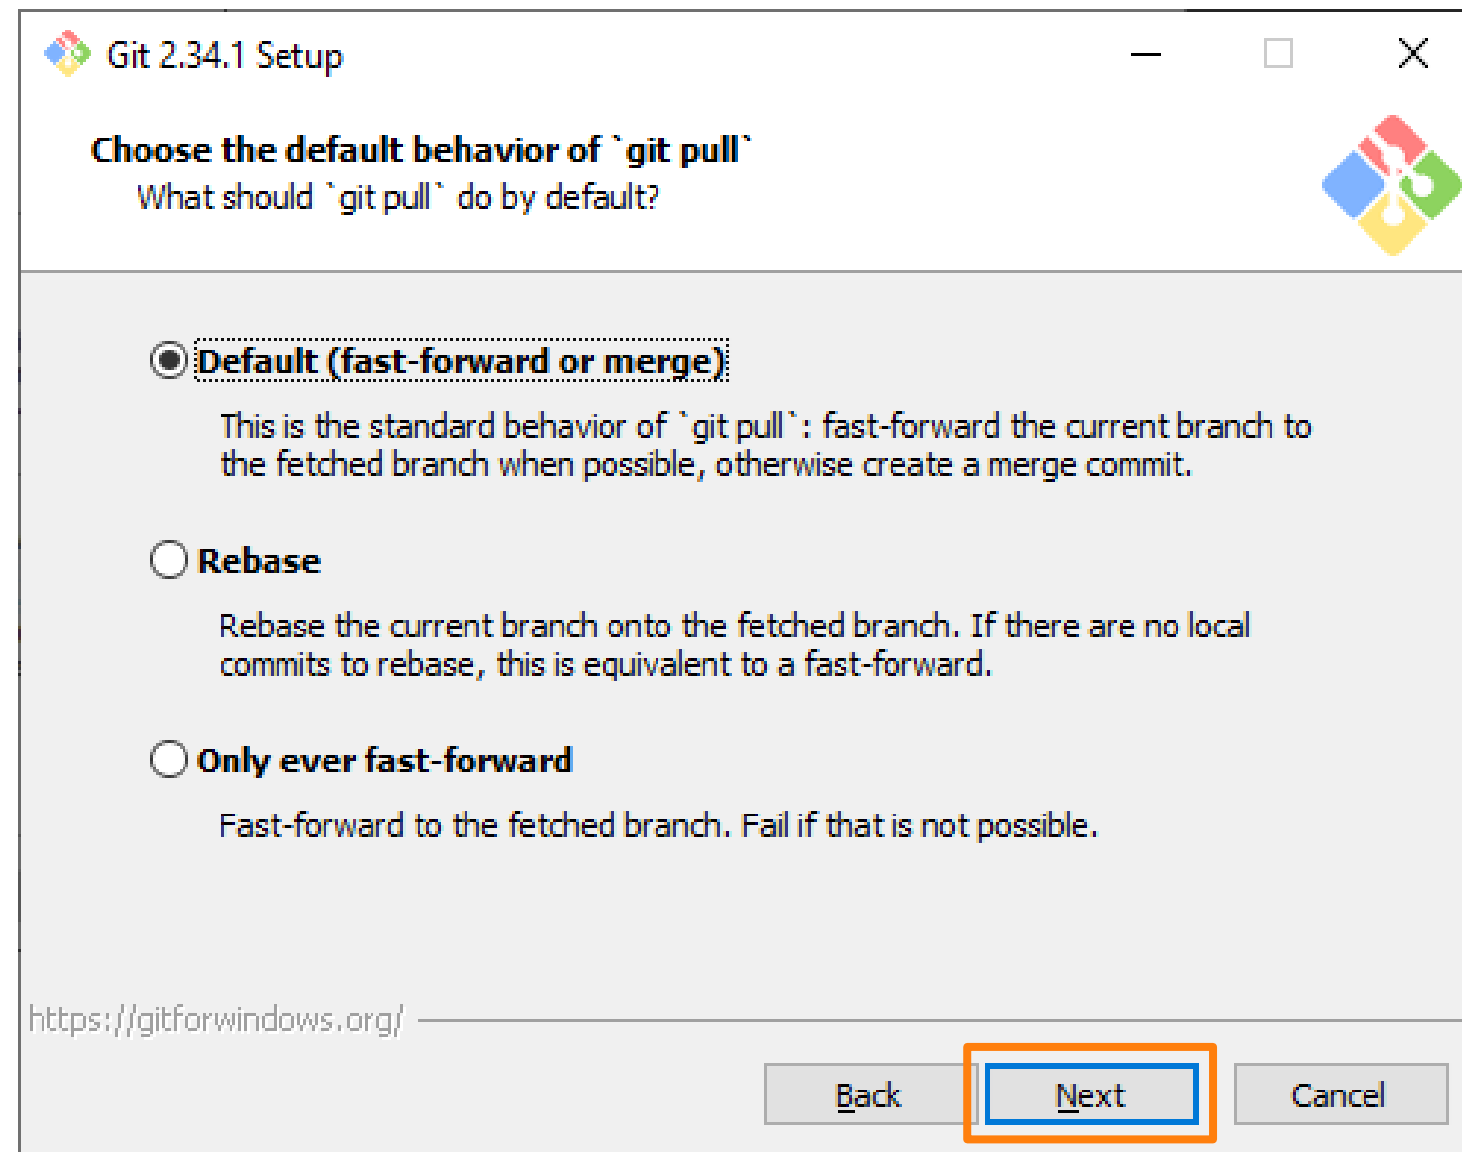 Git 2.34.1 Setup
Choose the default behavior of `git pull`
What should `git pull` do by default?
Default (fast-forward or merge)
This is the standard behavior of `git pull`: fast-forward the current branch to
the fetched branch when possible, otherwise create a merge commit.
Rebase
Rebase the current branch onto the fetched branch. If there are no local
commits to rebase, this is equivalent to a fast-forward.
Only ever fast-forward
Fast-forward to the fetched branch. Fail if that is not possible.
https://gitforwindows.org/
Back Next Cancel